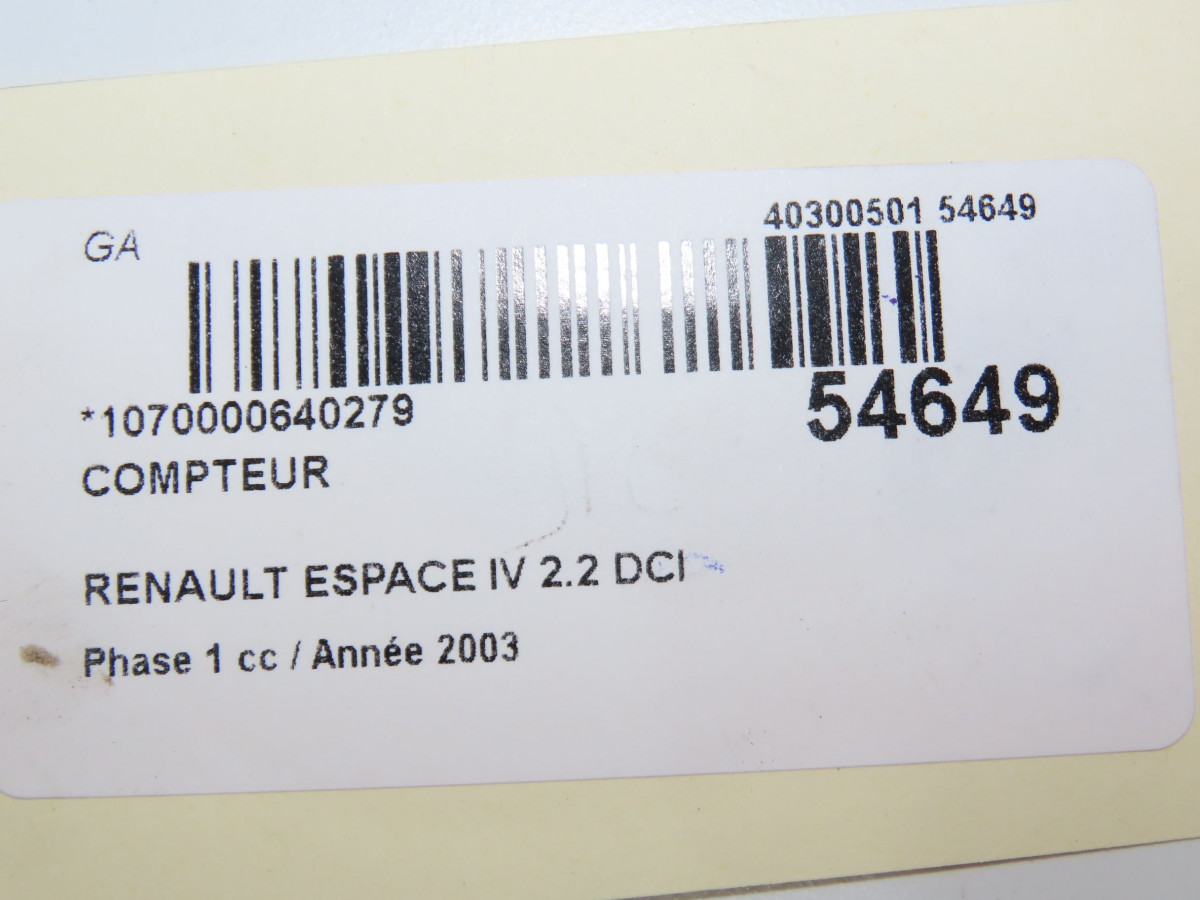 GA
40300501 54649
*1070000640279
54649
COMPTEUR
RENAULT ESPACE IV 2.2 DCI
Phase 1 cc / Année 2003